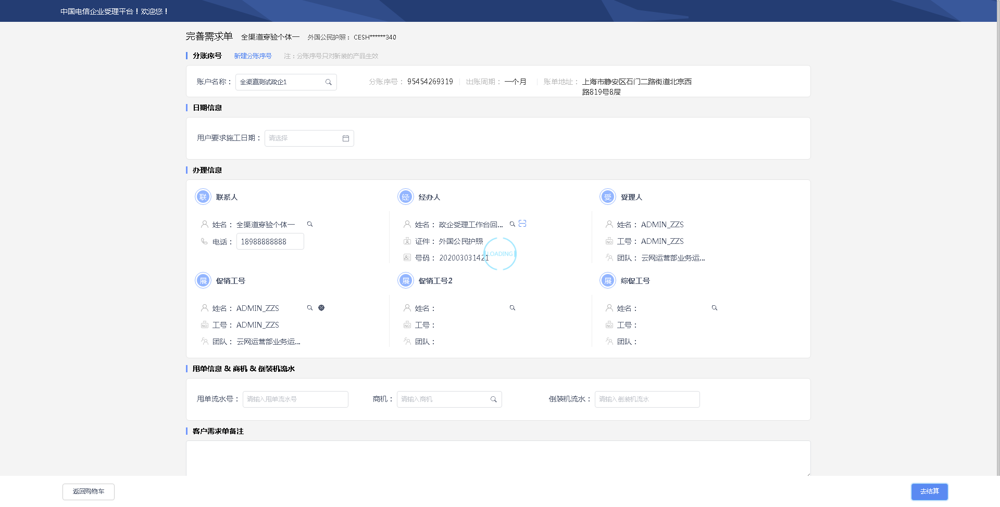 中国电信企业受理平台！欢迎您！
完善需求单 全渠道穿验个体一 外国公民护照： CESH******340
分账序号 新建分账序号 注：分账序号只对新装的产品生效
账户名称： 全渠道测试政企1 分账序号： 95454269319 出账周期： 一个月 账单地址： 上海市静安区石门二路街道北京西
路819号8层
日期信息
用户要求施工日期： 请选择
办理信息
联 联系人 经 经办人 受 受理人
姓名： 全渠道穿验个体一 姓名： 政企受理工作台回... 姓名： ADMIN_ZZS
电话： 18988888888 证件： 外国公民护照 NO 工号： ADMIN_ZZS
号码： 202003031421 LOADING 团队： 云网运营部业务运...
展 促销工号 展 促销工号2 展 综促工号
姓名： ADMIN_ZZS 姓名： 姓名：
NO 工号： ADMIN_ZZS NO 工号： NO 工号：
团队： 云网运营部业务运... 团队： 团队：
甩单信息 & 商机 & 倒装机流水
甩单流水号： 请输入甩单流水号 商机： 请输入商机 倒装机流水： 请输入倒装机流水
客户需求单备注
返回购物车 去结算